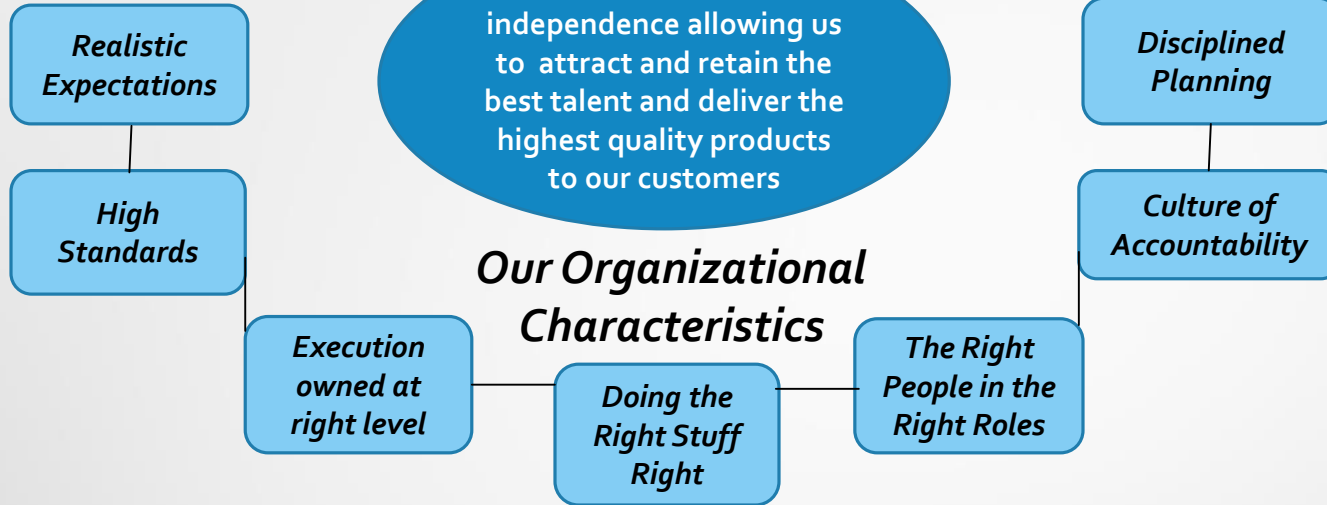 Realistic
Expectations
independence allowing us
to attract and retain the
best talent and deliver the
highest quality products
to our customers
Disciplined
Planning
High
Standards
Culture of
Accountability
Our Organizational
Characteristics
Execution
owned at
right level
Doing the
Right Stuff
Right
The Right
People in the
Right Roles